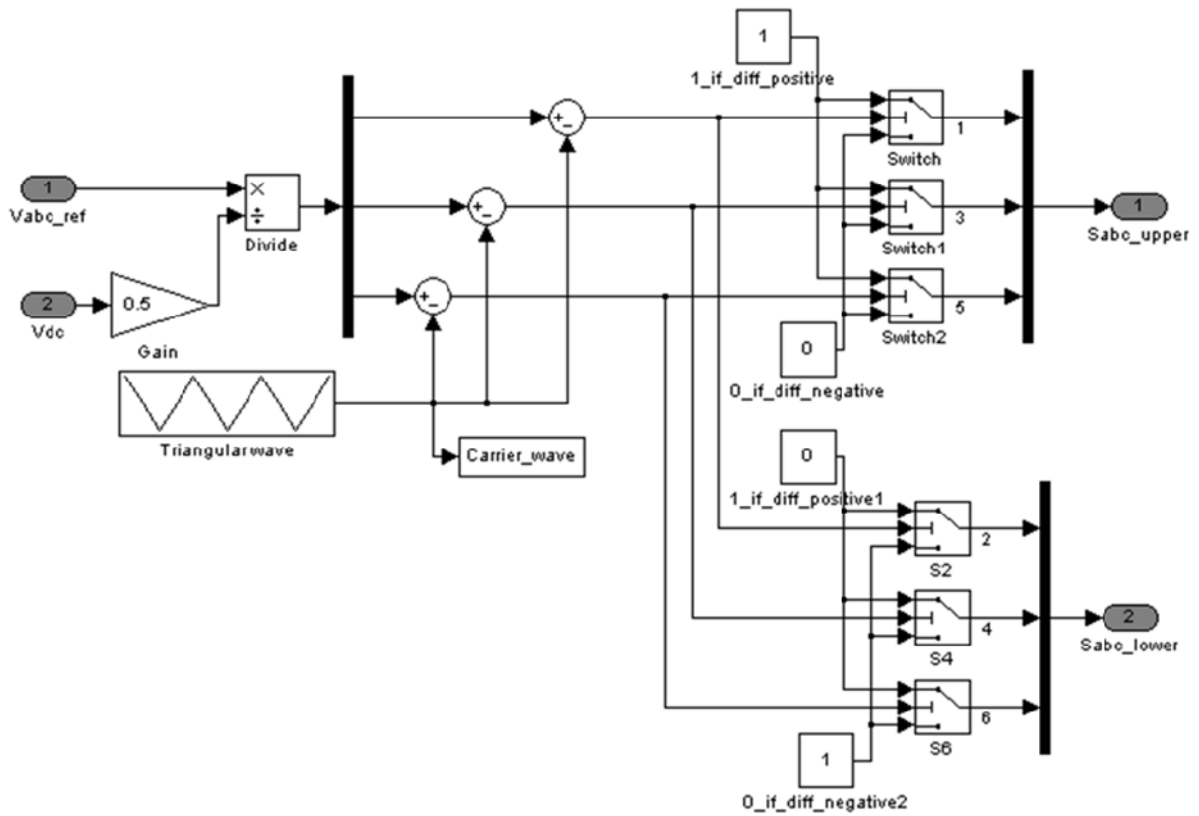 1
1_if_diff_positive
1
Switch
1
Vabc_ref
×
÷
Divide
+
−
+
−
3
Switch1
1
Sabc_upper
2
Vdc
0.5
Gain
+
−
5
Switch2
0
0_if_diff_negative
Triangularwave
Carrier_wave
0
1_if_diff_positive1
2
S2
4
S4
2
Sabc_lower
6
S6
1
0_if_diff_negative2